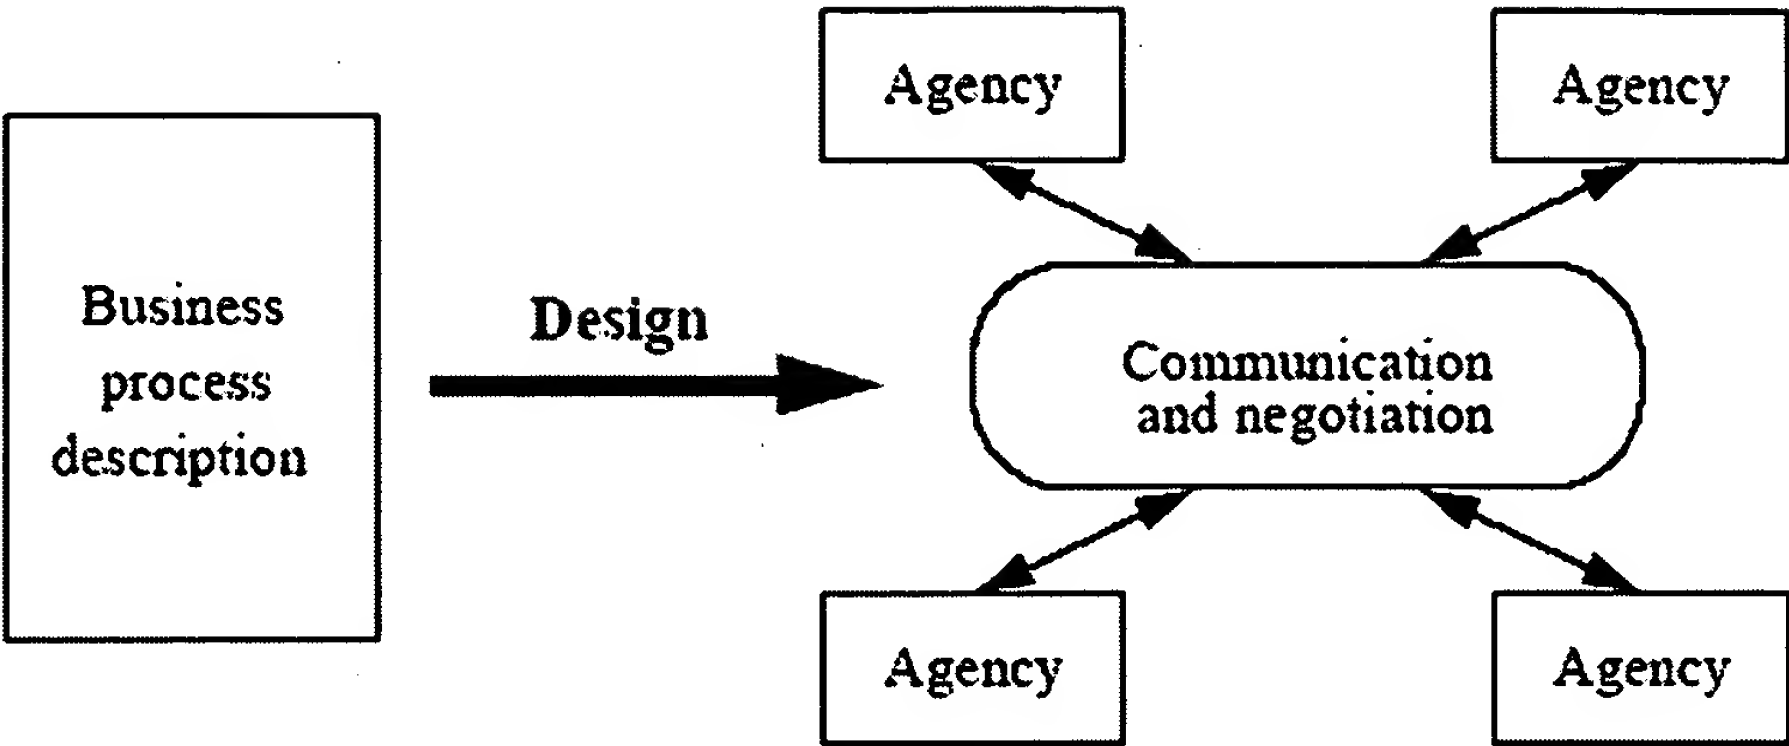 Agency
Agency
Business
process
description
Design
Communication
and negotiation
Agency
Agency